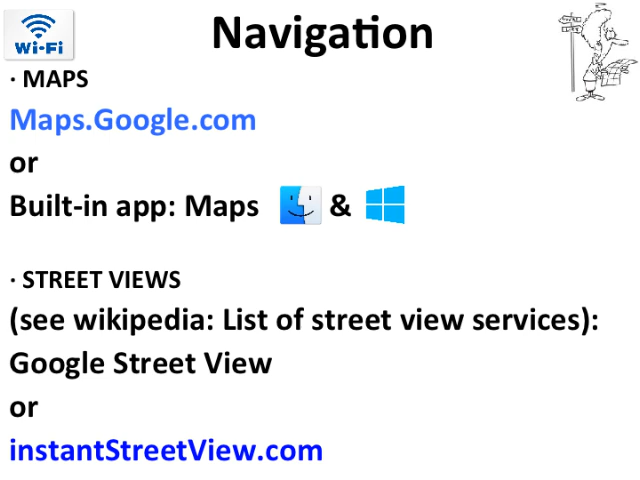 Wi-Fi
Navigation
· MAPS
Maps.Google.com
or
Built-in app: Maps &
· STREET VIEWS
(see wikipedia: List of street view services):
Google Street View
or
instantStreetView.com